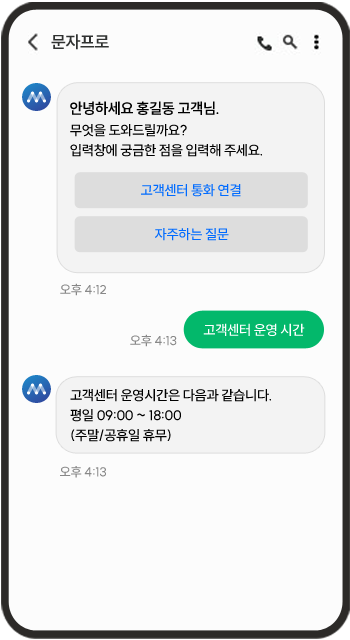 문자프로
안녕하세요 홍길동 고객님.
무엇을 도와드릴까요?
입력창에 궁금한 점을 입력해 주세요.
고객센터 통화 연결
자주하는 질문
오후 4:12
고객센터 운영 시간
오후 4:13
고객센터 운영시간은 다음과 같습니다.
평일 09:00 ~ 18:00
(주말/공휴일 휴무)
오후 4:13